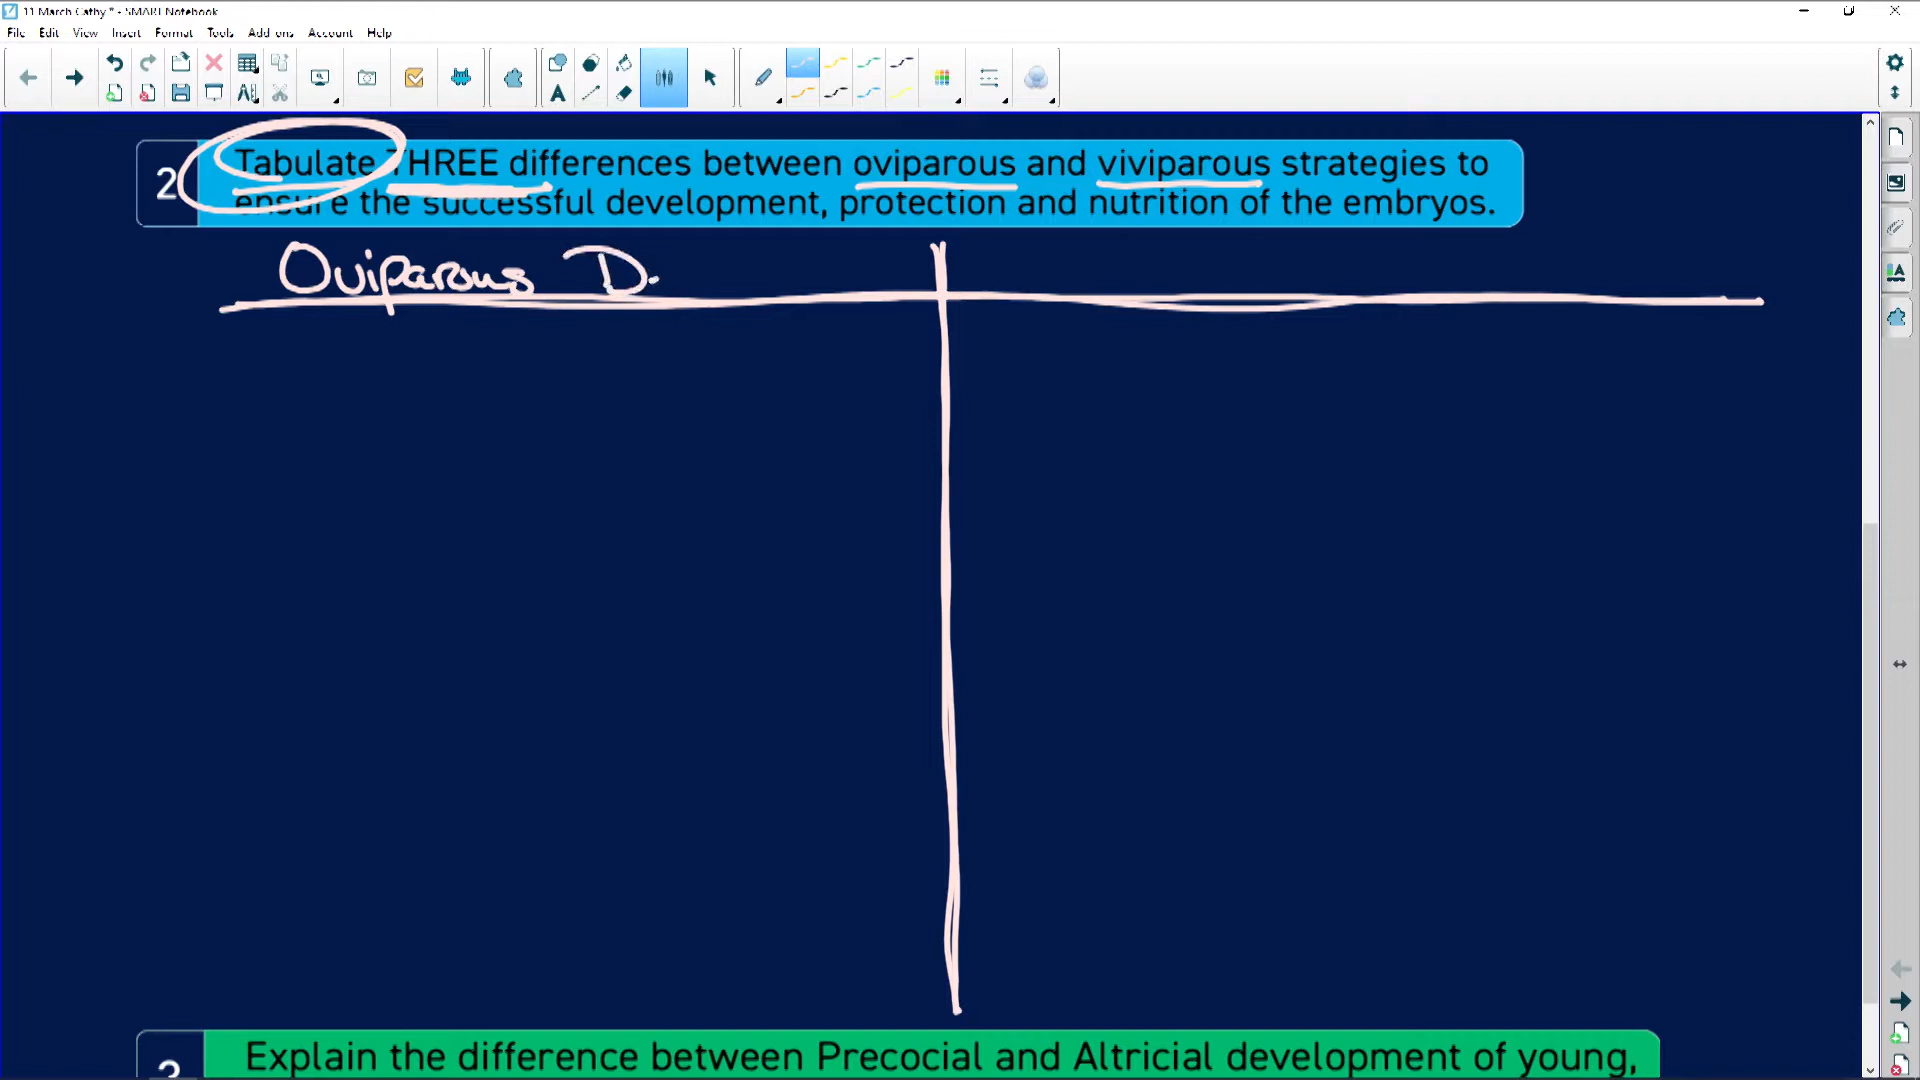 11 March Cathy * - SMART Notebook
File Edit View Insert Format Tools Add-ons Account Help
2 Tabulate THREE differences between oviparous and viviparous strategies to
ensure the successful development, protection and nutrition of the embryos.
Oviparous D.
3 Explain the difference between Precocial and Altricial development of young,